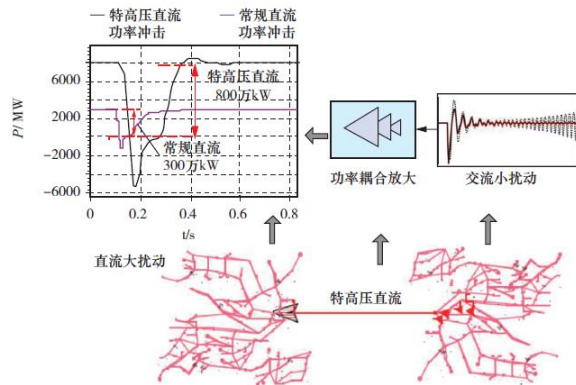 特高压直流 功率冲击
常规直流 功率冲击
P/MW
6000
2000
−2000
−6000
0
0.2
0.4
0.6
0.8
t/s
特高压直流
800万kW
常规直流
300万kW
功率耦合放大
交流小扰动
直流大扰动
特高压直流